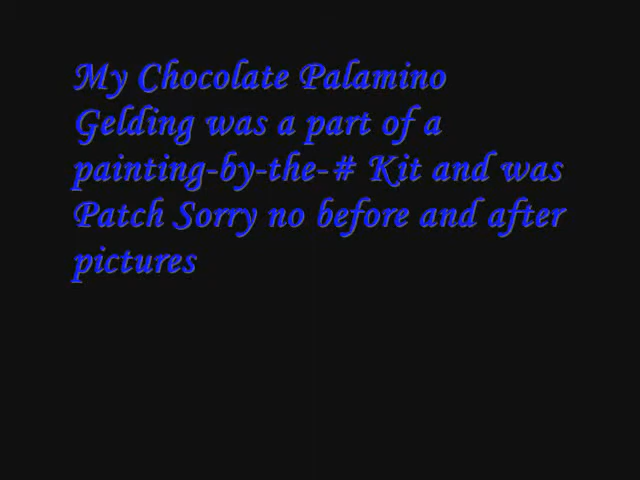 My Chocolate Palamino
Gelding was a part of a
painting-by-the-# Kit and was
Patch Sorry no before and after
pictures